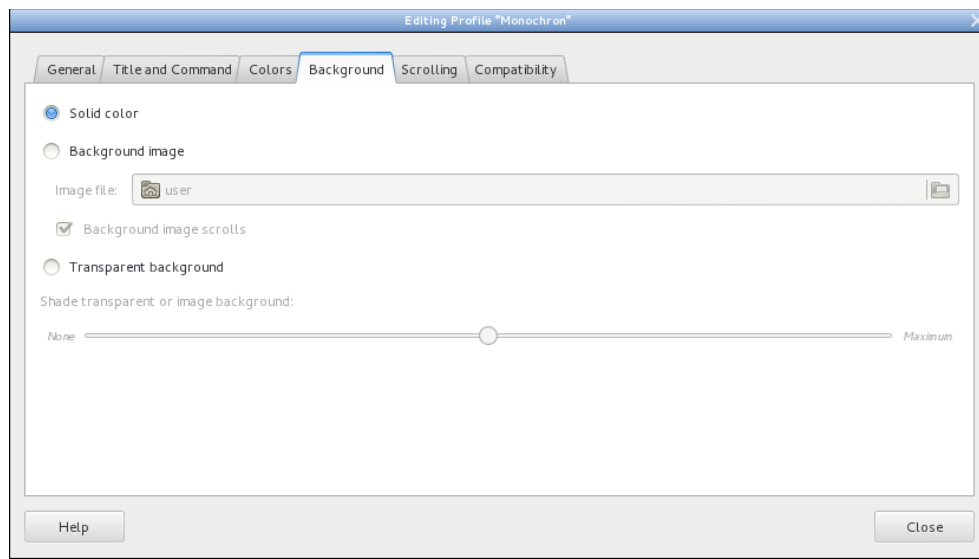 Editing Profile "Monochron"
General Title and Command Colors Background Scrolling Compatibility
Solid color
Background image
Image file: user
Background image scrolls
Transparent background
Shade transparent or image background:
None Maximum
Help Close